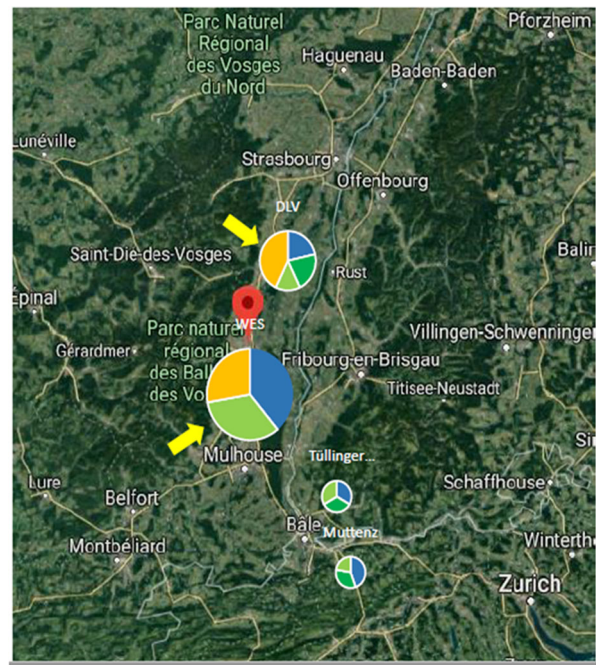 Parc Naturel
Régional
des Vosges
du Nord
Pforzheim
Haguenau
Baden-Baden
Lunéville
Strasbourg
Offenbourg
DLV
Saint-Die-des-Vosges
Balin
Rust
Épinal
WES
Parc naturel
régional
des Ball
des Vo
Villingen-Schwenninger
Gérardmer
Fribourg-en-Brisgau
Titisee-Neustadt
Mulhouse
Tüllinger...
Si
Lure
Belfort
Schaffhouse
Bâle
Muttenz
Montbéliard
Winterth
Zurich